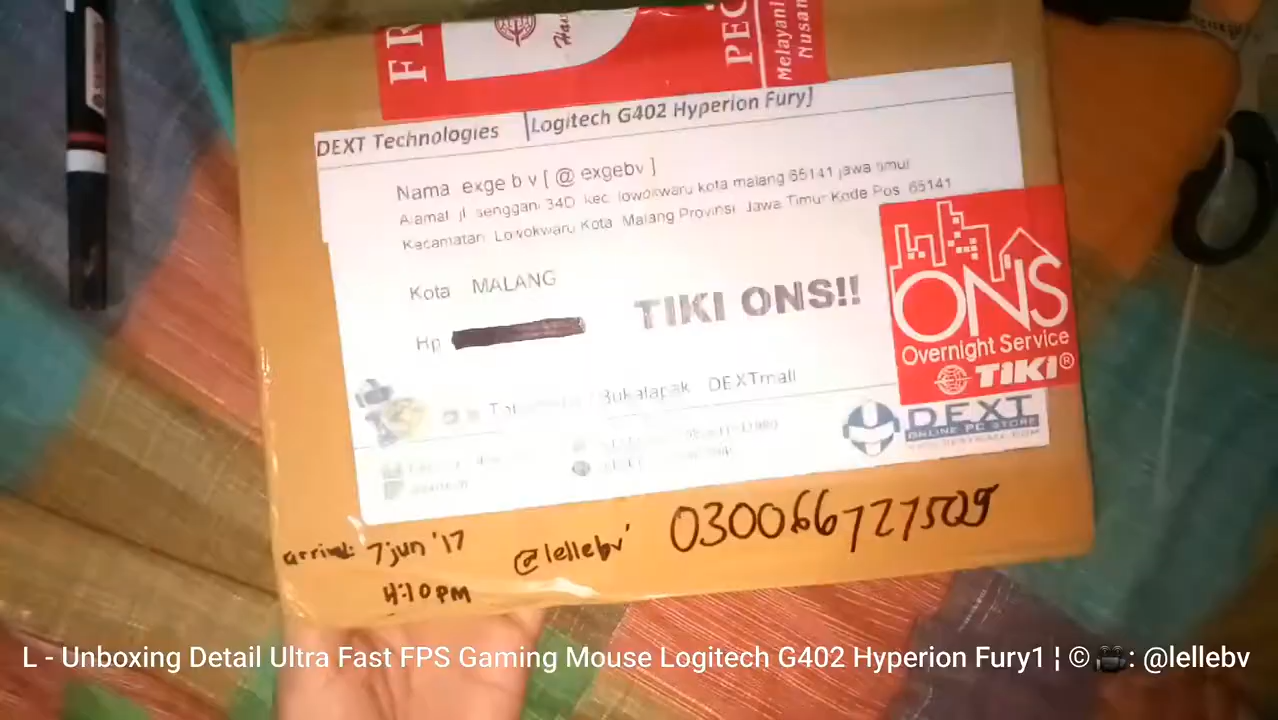 FR
Har
PEC
Melayani
Nusan
DEXT Technologies [Logitech G402 Hyperion Fury]
Nama exge b v [ @ exgebv ]
Alamat jl senggani 34D kec lowokwaru kota malang 65141 jawa timur
Kecamatan Lowokwaru Kota Malang Provinsi Jawa Timur Kode Pos 65141
Kota MALANG
TIKI ONS!!
Hp
ONS
Overnight Service
TIKI®
Bukalapak DEXTmall
DEXT
ONLINE PC STORE
arrival: 7 jun '17
4:10 PM
@lellebv
030066727509
L - Unboxing Detail Ultra Fast FPS Gaming Mouse Logitech G402 Hyperion Fury1 ¦ ©🎥: @lellebv